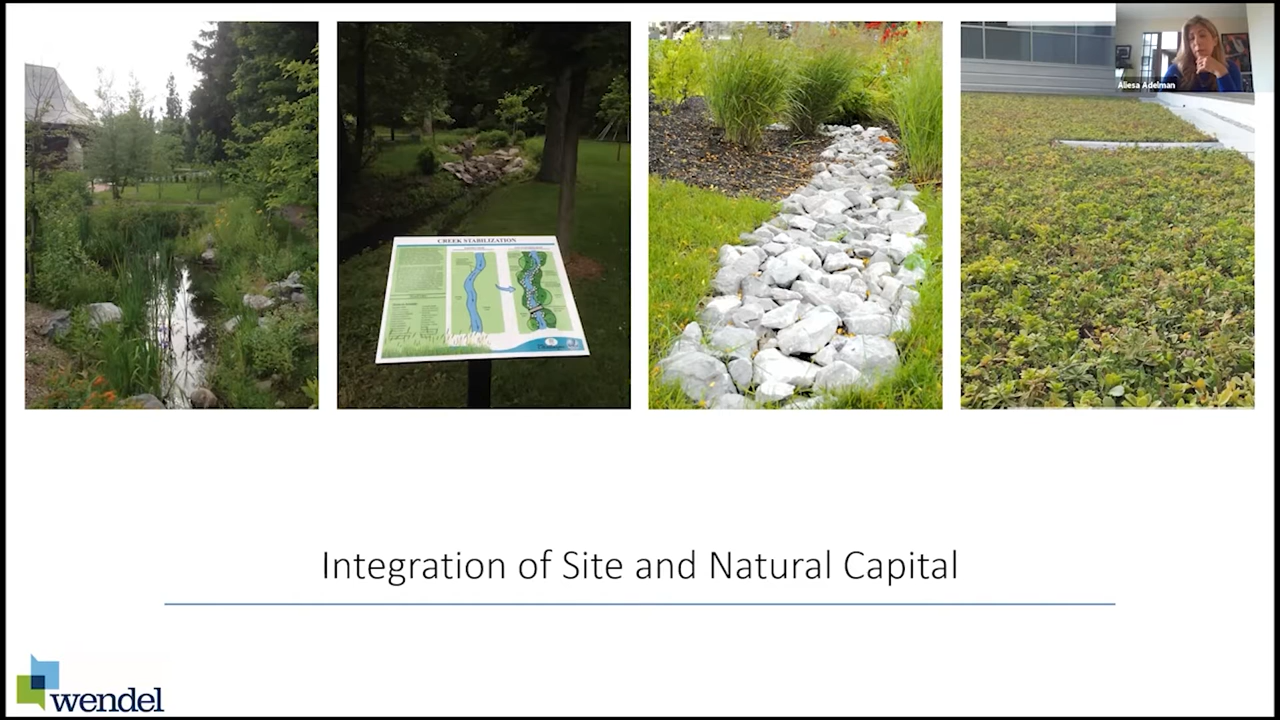 Aliesa Adelman
CREEK STABILIZATION
Integration of Site and Natural Capital
wendel